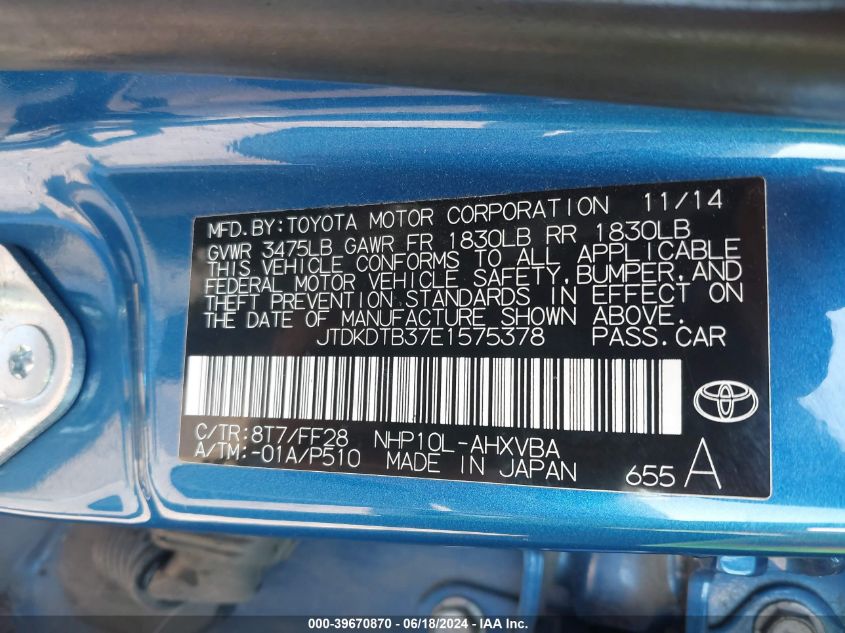 MFD.BY:TOYOTA MOTOR CORPORATION 11/14
GVWR 3475LB GAWR FR 1830LB RR 1830LB
THIS VEHICLE CONFORMS TO ALL APPLICABLE
FEDERAL MOTOR VEHICLE SAFETY,BUMPER,AND
THEFT PREVENTION STANDARDS IN EFFECT ON
THE DATE OF MANUFACTURE SHOWN ABOVE.
JTDKDTB37E1575378 PASS.CAR
C/TR:8T7/FF28 NHP10L-AHXVBA
A/TM:-01A/P510 MADE IN JAPAN 655 A
000-39670870 - 06/18/2024 - IAA Inc.